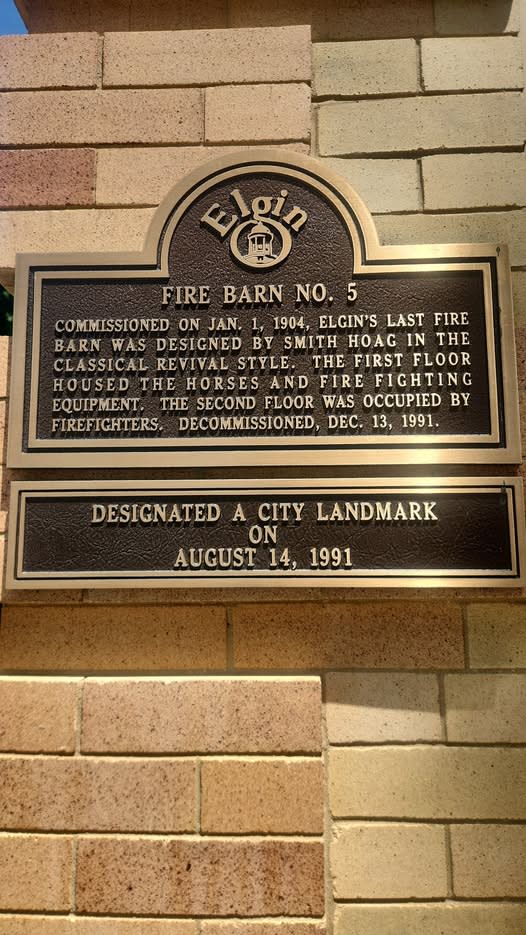 Elgin
FIRE BARN NO. 5
COMMISSIONED ON JAN. 1, 1904, ELGIN'S LAST FIRE
BARN WAS DESIGNED BY SMITH HOAG IN THE
CLASSICAL REVIVAL STYLE. THE FIRST FLOOR
HOUSED THE HORSES AND FIRE FIGHTING
EQUIPMENT. THE SECOND FLOOR WAS OCCUPIED BY
FIREFIGHTERS. DECOMMISSIONED, DEC. 13, 1991.
DESIGNATED A CITY LANDMARK
ON
AUGUST 14, 1991